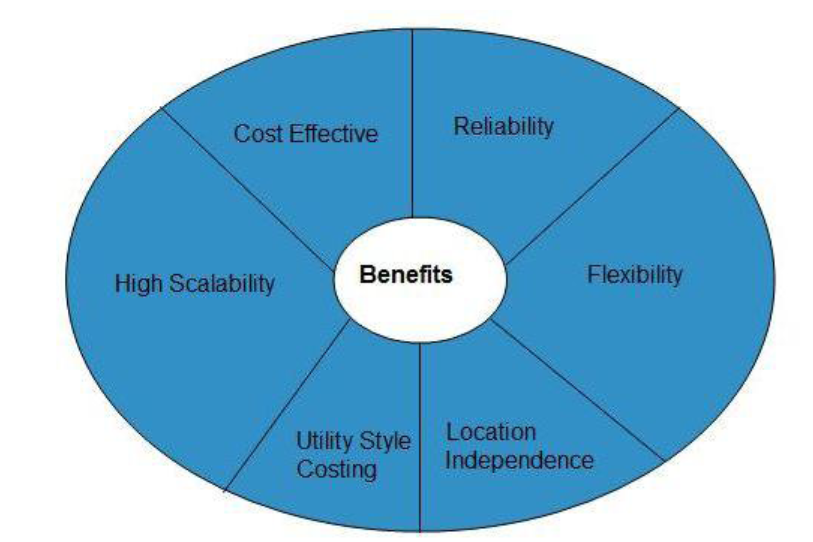 Cost Effective
Reliability
High Scalability
Benefits
Flexibility
Utility Style
Costing
Location
Independence